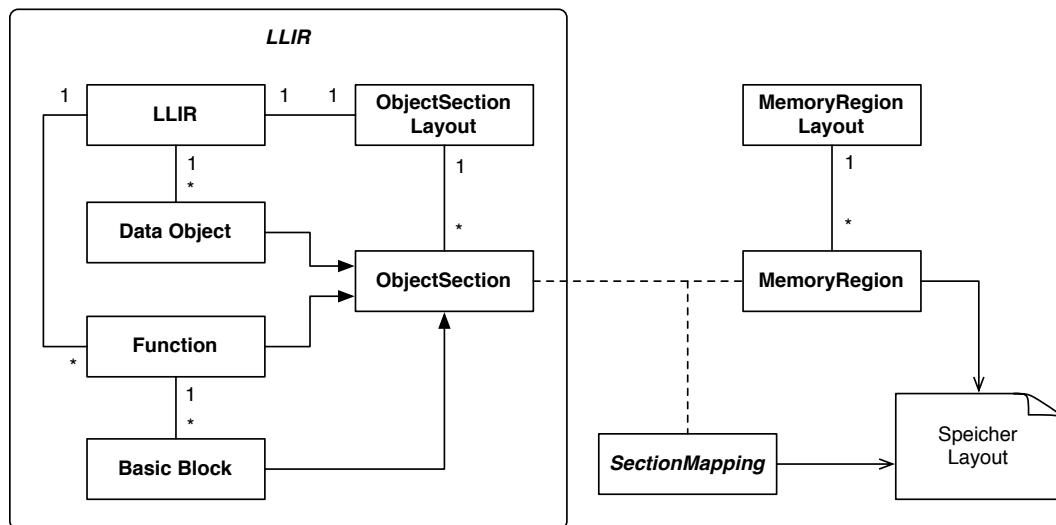 LLIR
1
LLIR
1
1
ObjectSection
Layout
MemoryRegion
Layout
1
*
1
*
1
*
Data Object
ObjectSection
MemoryRegion
Function
*
1
*
Basic Block
SectionMapping
Speicher
Layout